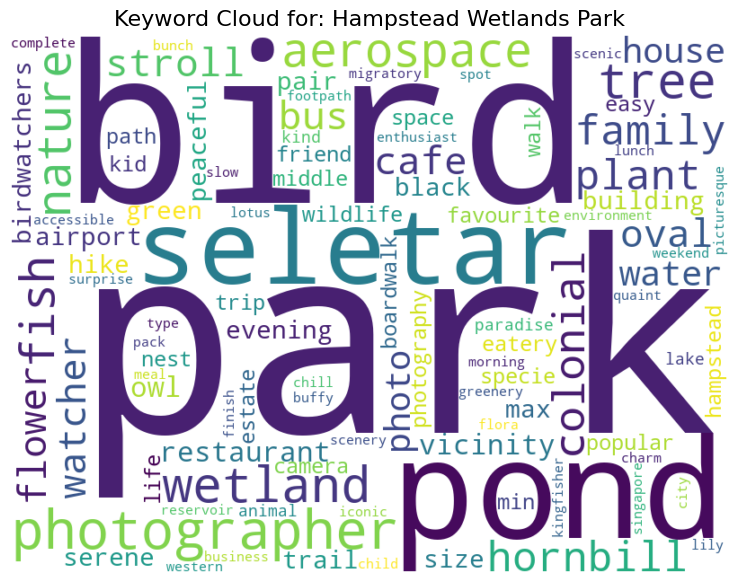 Keyword Cloud for: Hampstead Wetlands Park
complete
bunch
aerospace
scenic
house
stroll
bird
pair
migratory
spot
tree
nature
birdwatchers
footpath
bus
space
easy
path
peaceful
kind
enthusiast
walk
family
kid
friend
cafe
lunch
slow
middle
black
plant
green
lotus
wildlife
favourite
building
environment
picturesque
accessible
airport
seletar
oval
weekend
hike
surprise
water
trip
boardwalk
colonial
quaint
flower
fish
park
type
evening
photography
paradise
hampstead
pack
nest
eatery
watcher
meal
owl
chill
buffy
photo
morning
specie
lake
greenery
max
estate
finish
flora
scenery
vicinity
popular
restaurant
life
camera
charm
wetland
pond
min
kingfisher
singapore
city
reservoir
animal
iconic
photographer
lily
serene
western
business
trail
child
size
hornbill